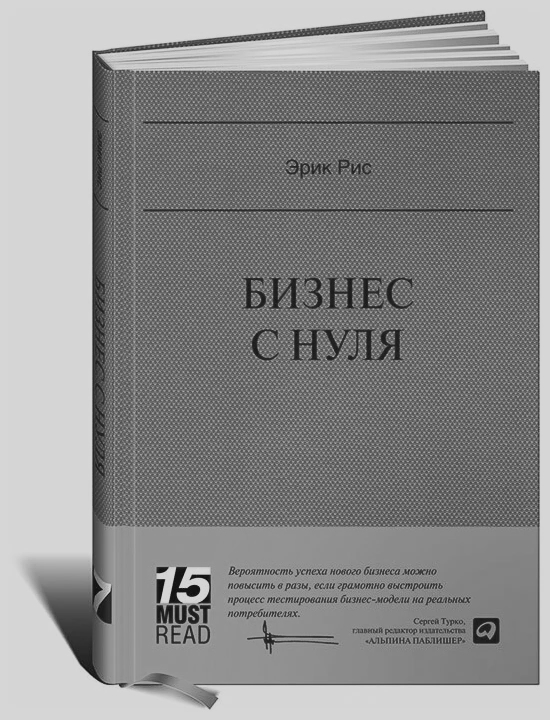 Эрик Рис
БИЗНЕС
С НУЛЯ
БИЗНЕС С НУЛЯ
15
MUST
READ
Вероятность успеха нового бизнеса можно
повысить в разы, если грамотно выстроить
процесс тестирования бизнес-модели на реальных
потребителях.
Сергей Турко,
главный редактор издательства
«АЛЬПИНА ПАБЛИШЕР»